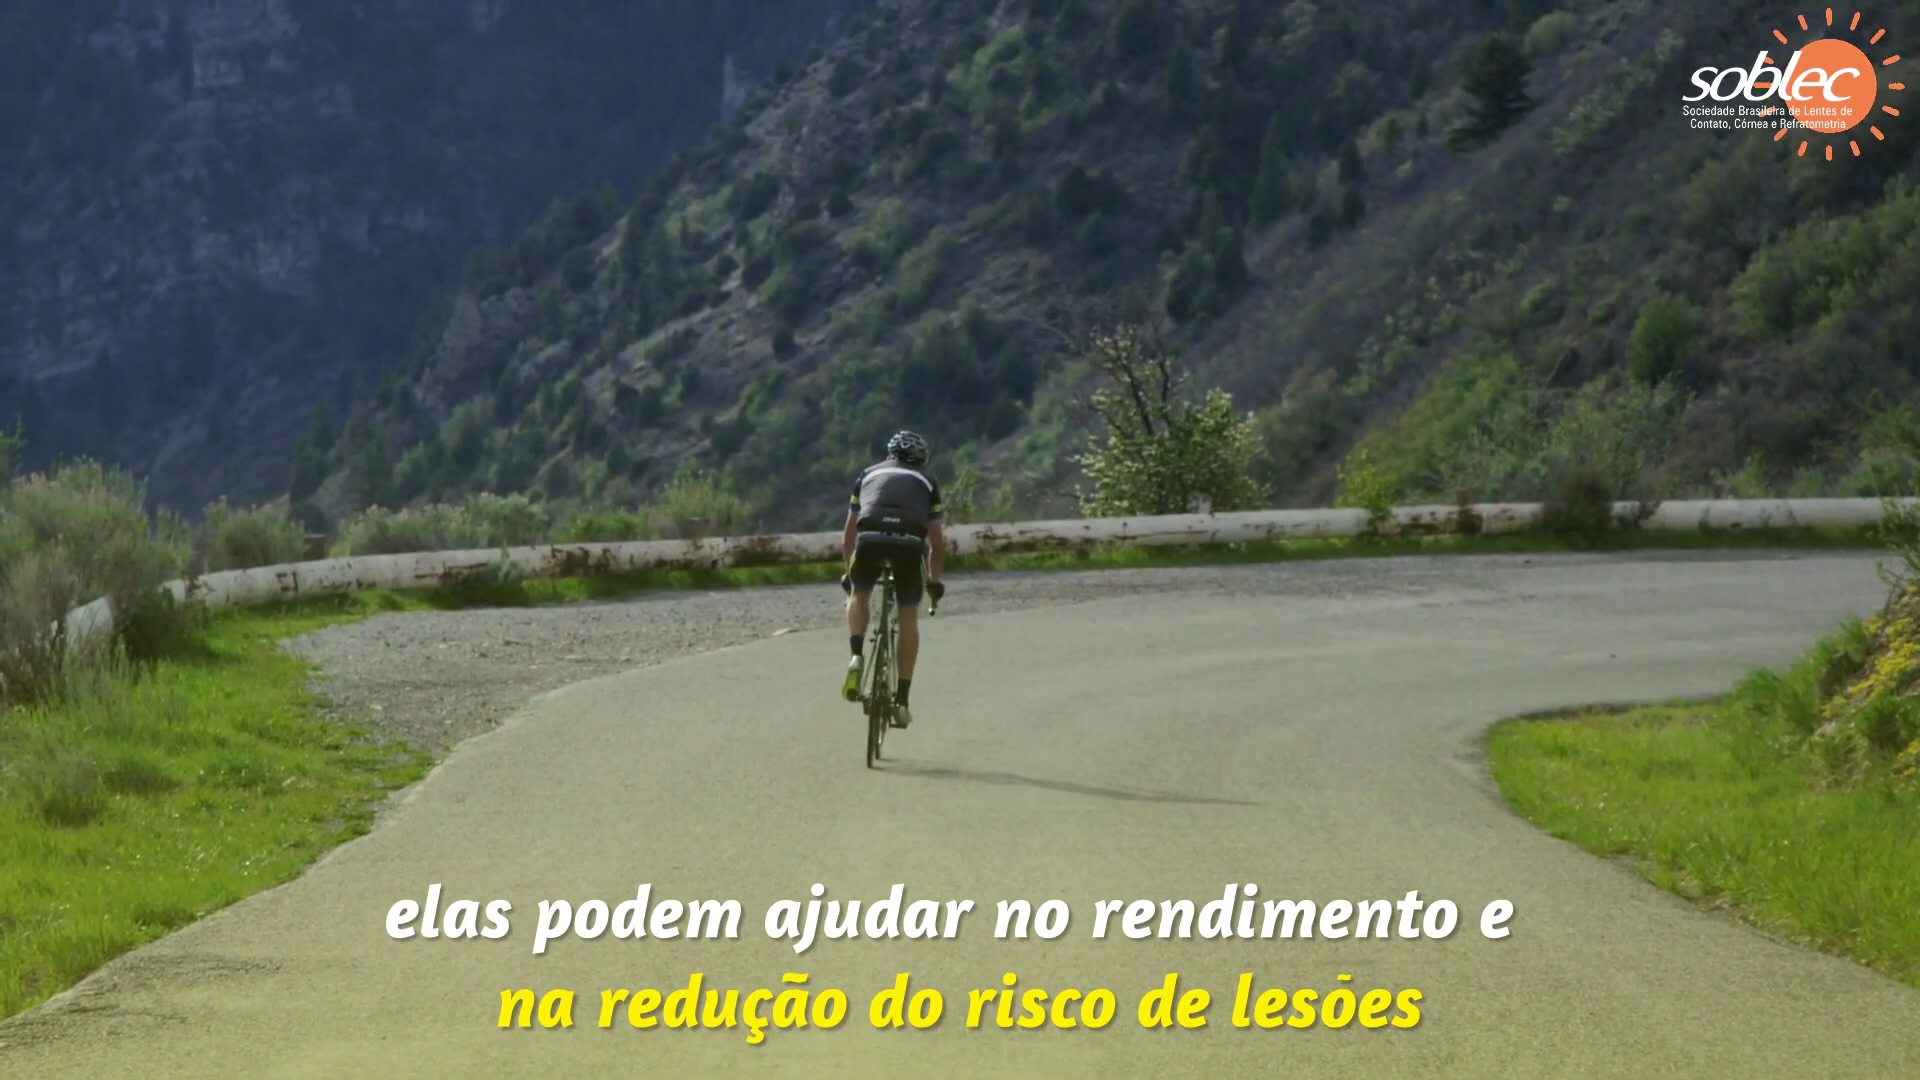 soblec
Sociedade Brasileira de Lentes de
Contato, Córnea e Refratometria
elas podem ajudar no rendimento e
na redução do risco de lesões